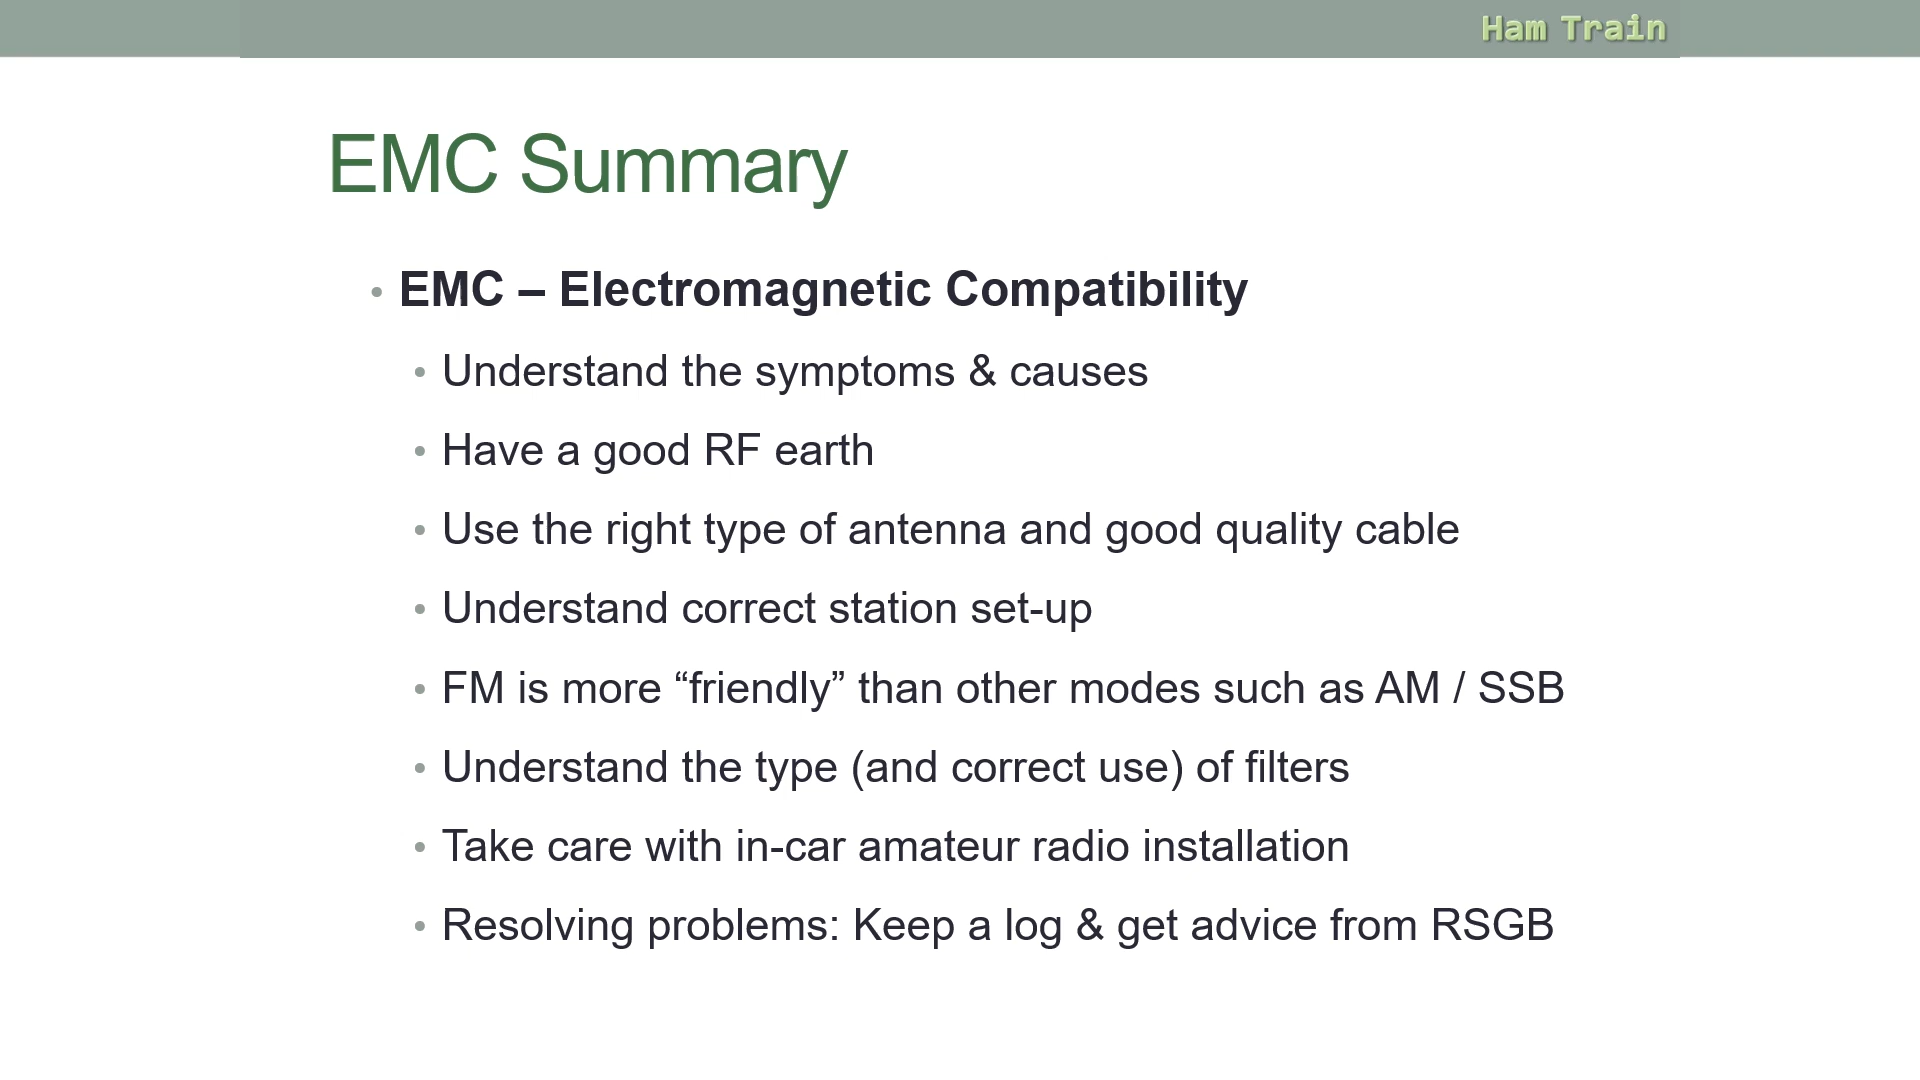 Ham Train
EMC Summary
• EMC – Electromagnetic Compatibility
• Understand the symptoms & causes
• Have a good RF earth
• Use the right type of antenna and good quality cable
• Understand correct station set-up
• FM is more “friendly” than other modes such as AM / SSB
• Understand the type (and correct use) of filters
• Take care with in-car amateur radio installation
• Resolving problems: Keep a log & get advice from RSGB